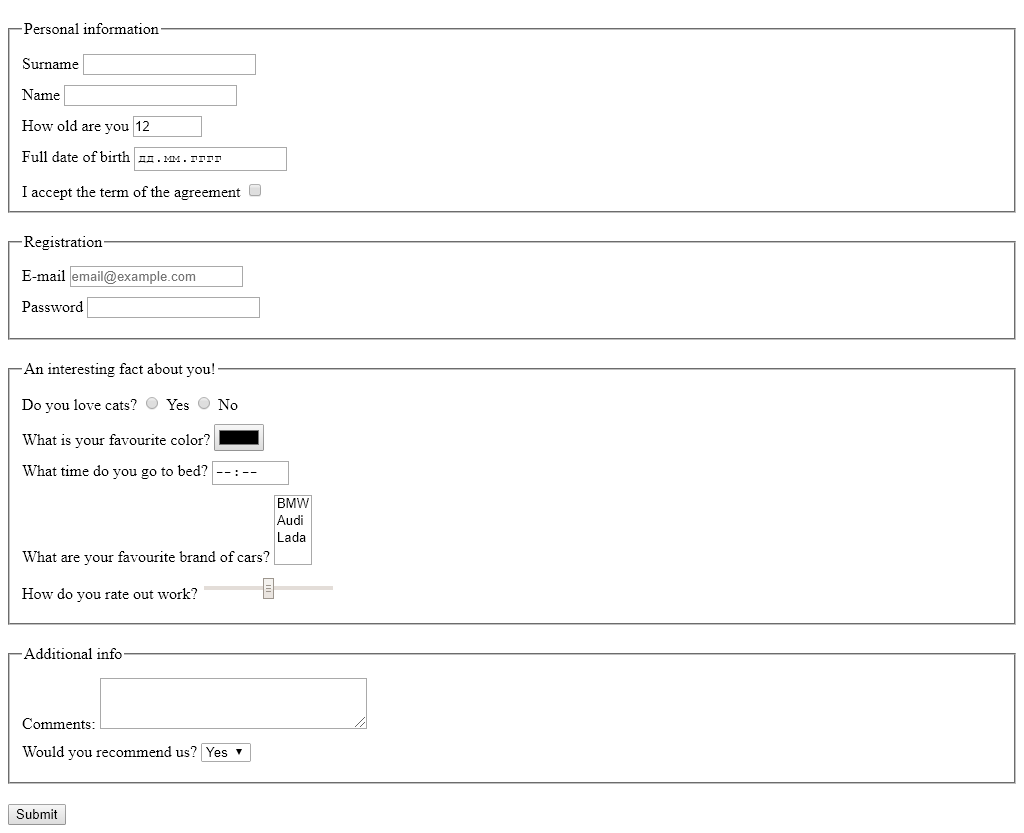 Personal information
Surname
Name
How old are you 12
Full date of birth дд.мм.гггг
I accept the term of the agreement
Registration
E-mail email@example.com
Password
An interesting fact about you!
Do you love cats? Yes No
What is your favourite color?
What time do you go to bed? --:--
BMW
Audi
Lada
What are your favourite brand of cars?
How do you rate out work?
Additional info
Comments:
Would you recommend us? Yes
Submit